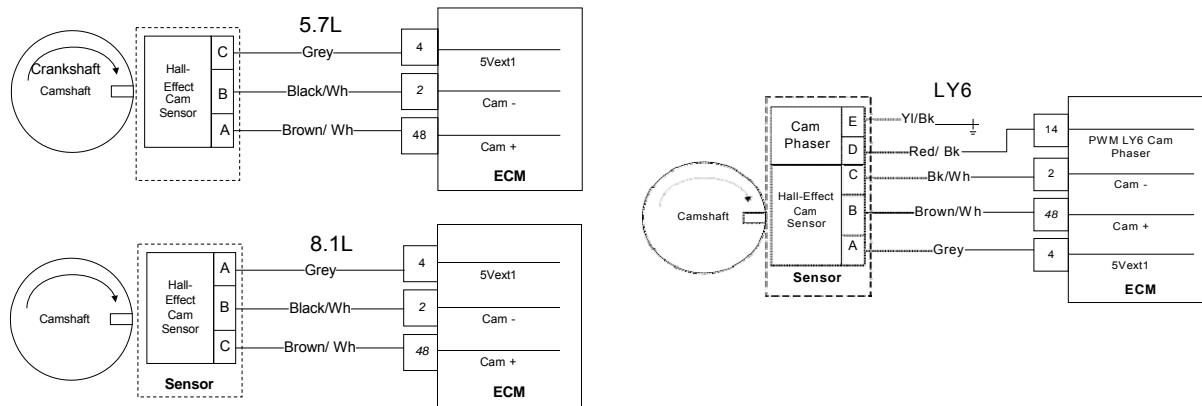 5.7L
Crankshaft
Camshaft
Hall-
Effect
Cam
Sensor
C
B
A
Grey
Black/Wh
Brown/ Wh
4
2
48
5Vext1
Cam -
Cam +
ECM
8.1L
Camshaft
Hall-
Effect
Cam
Sensor
A
B
C
Sensor
Grey
Black/Wh
Brown/ Wh
4
2
48
5Vext1
Cam -
Cam +
ECM
LY6
Camshaft
Cam
Phaser
Hall-Effect
Cam
Sensor
E
D
C
B
A
Sensor
Yl/Bk
Red/ Bk
Bk/Wh
Brown/Wh
Grey
14
2
48
4
PWM LY6 Cam
Phaser
Cam -
Cam +
5Vext1
ECM